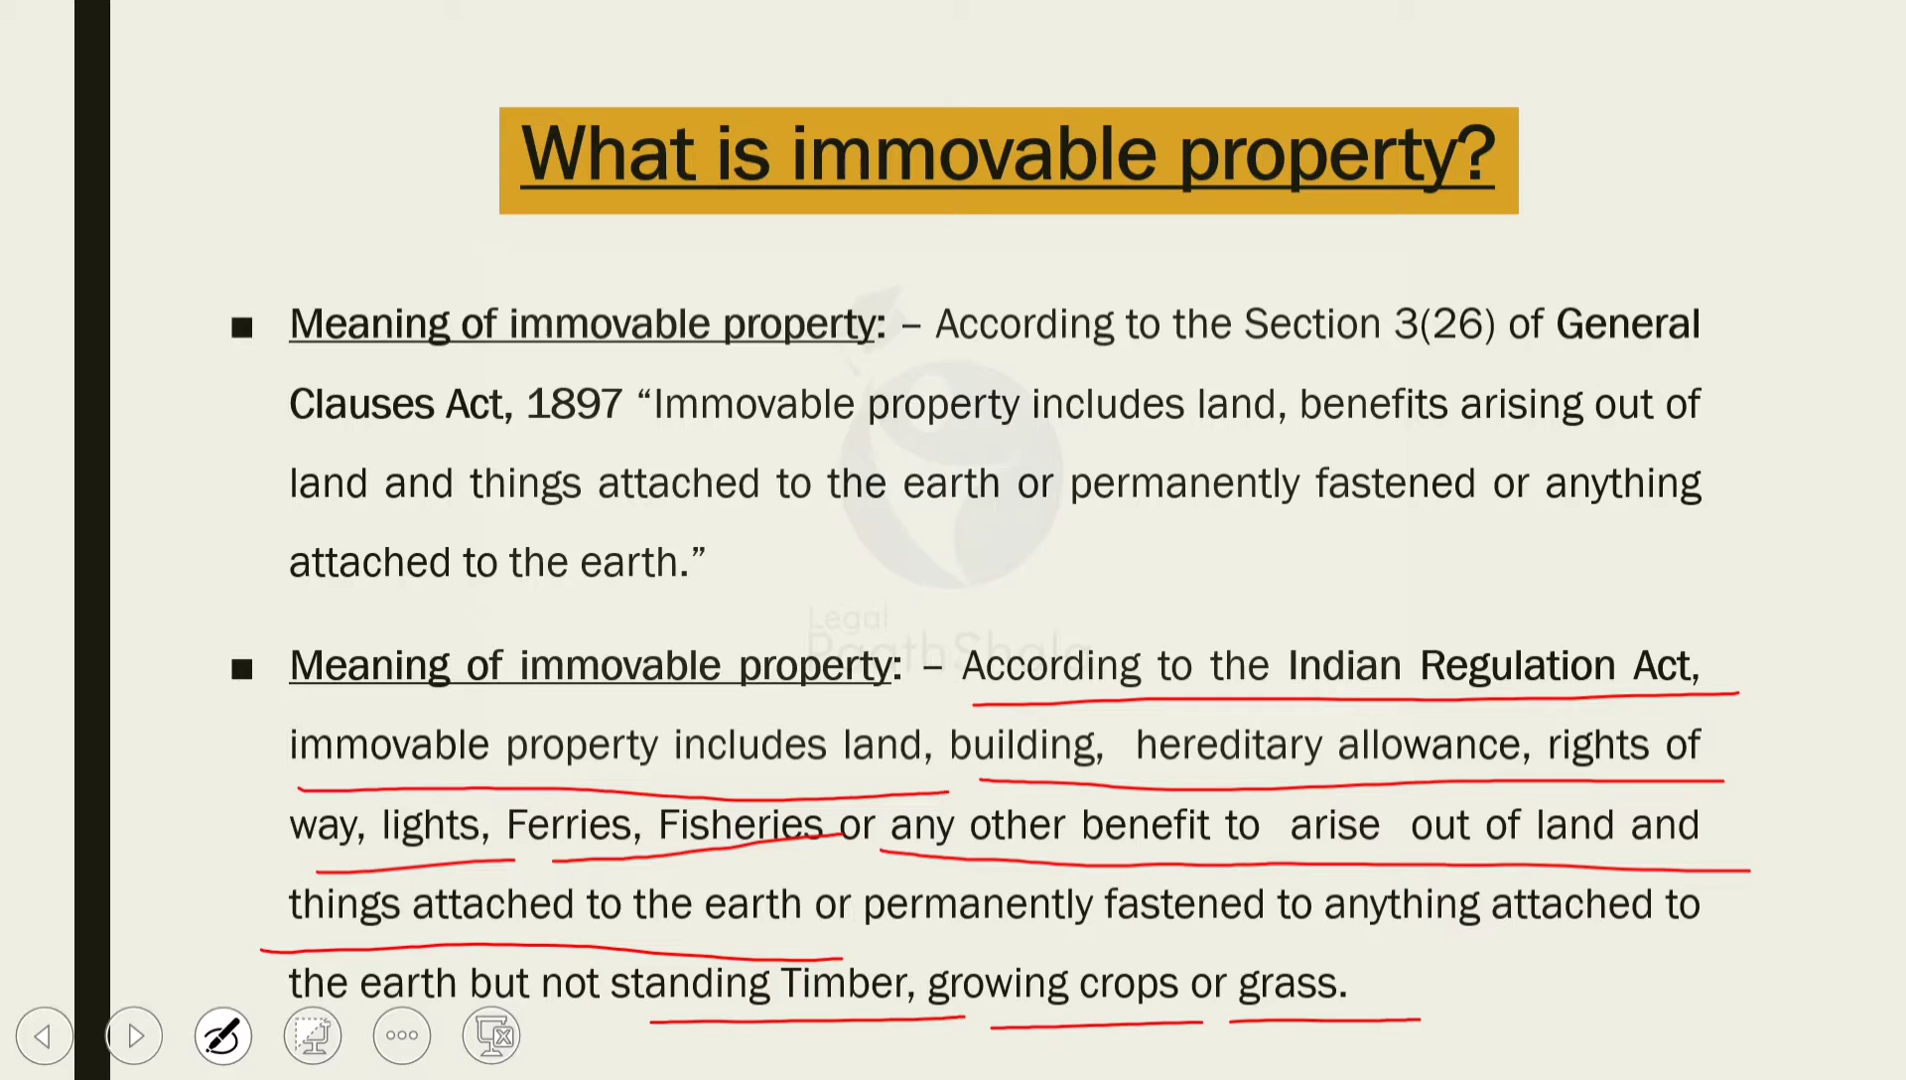 What is immovable property?
■ Meaning of immovable property: – According to the Section 3(26) of General
Clauses Act, 1897 “Immovable property includes land, benefits arising out of
land and things attached to the earth or permanently fastened or anything
attached to the earth.”
Legal
PaathShala
■ Meaning of immovable property: – According to the Indian Regulation Act,
immovable property includes land, building, hereditary allowance, rights of
way, lights, Ferries, Fisheries or any other benefit to arise out of land and
things attached to the earth or permanently fastened to anything attached to
the earth but not standing Timber, growing crops or grass.